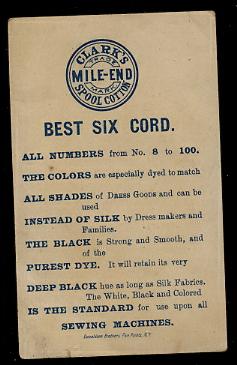 CLARK'S
TRADE
MILE-END
MARK
SPOOL COTTON
BEST SIX CORD.
ALL NUMBERS from No. 8 to 100.
THE COLORS are especially dyed to match
ALL SHADES of Dress Goods and can be
used
INSTEAD OF SILK by Dress makers and
Families.
THE BLACK is Strong and Smooth, and
of the
PUREST DYE. It will retain its very
DEEP BLACK hue as long as Silk Fabrics.
The White, Black and Colored
IS THE STANDARD for use upon all
SEWING MACHINES.
Donaldson Brothers, Five Points, N.Y.